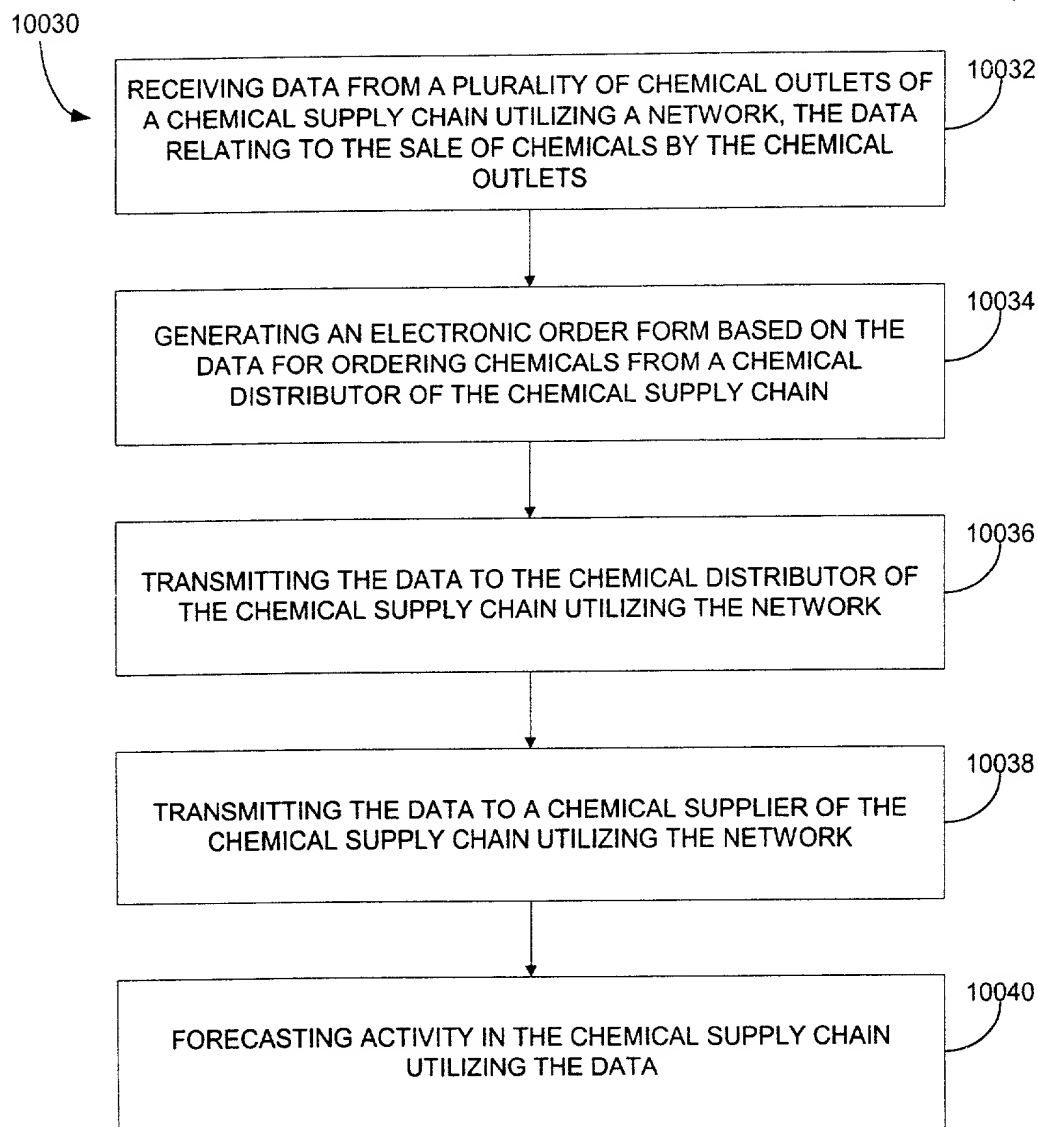 10030
10032
RECEIVING DATA FROM A PLURALITY OF CHEMICAL OUTLETS OF
A CHEMICAL SUPPLY CHAIN UTILIZING A NETWORK, THE DATA
RELATING TO THE SALE OF CHEMICALS BY THE CHEMICAL
OUTLETS
10034
GENERATING AN ELECTRONIC ORDER FORM BASED ON THE
DATA FOR ORDERING CHEMICALS FROM A CHEMICAL
DISTRIBUTOR OF THE CHEMICAL SUPPLY CHAIN
10036
TRANSMITTING THE DATA TO THE CHEMICAL DISTRIBUTOR OF
THE CHEMICAL SUPPLY CHAIN UTILIZING THE NETWORK
10038
TRANSMITTING THE DATA TO A CHEMICAL SUPPLIER OF THE
CHEMICAL SUPPLY CHAIN UTILIZING THE NETWORK
10040
FORECASTING ACTIVITY IN THE CHEMICAL SUPPLY CHAIN
UTILIZING THE DATA